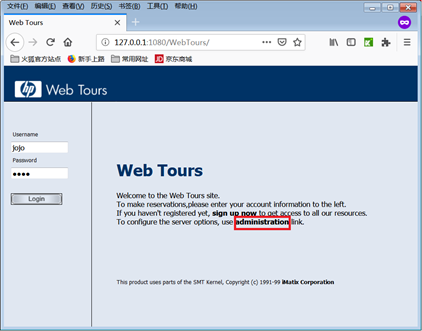 文件(F) 编辑(E) 查看(V) 历史(S) 书签(B) 工具(T) 帮助(H)
Web Tours
127.0.0.1:1080/WebTours/
火狐官方站点 新手上路 常用网址 JD 京东商城
hp Web Tours
Username
jojo
Password
Login
Web Tours
Welcome to the Web Tours site.
To make reservations,please enter your account information to the left.
If you haven't registered yet, sign up now to get access to all our resources.
To configure the server options, use administration link.
This product uses parts of the SMT Kernel, Copyright (c) 1991-99 iMatix Corporation